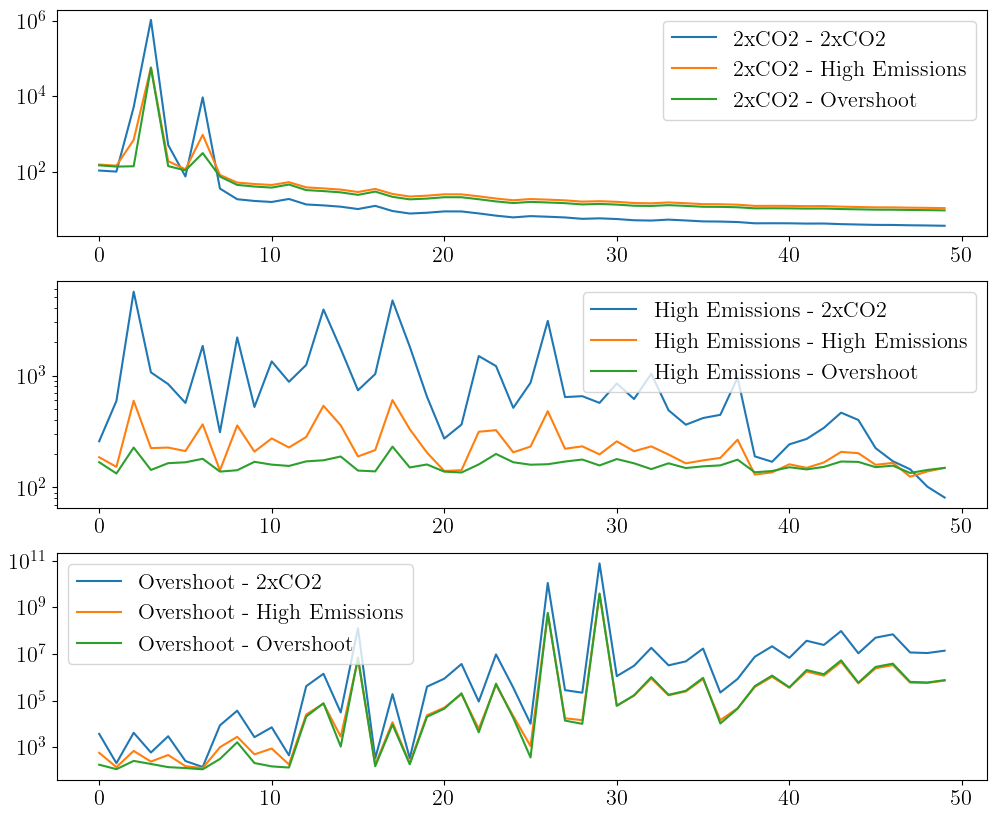 10^6
2xCO2 - 2xCO2
2xCO2 - High Emissions
10^4
2xCO2 - Overshoot
10^2
0 10 20 30 40 50
High Emissions - 2xCO2
High Emissions - High Emissions
10^3
High Emissions - Overshoot
10^2
0 10 20 30 40 50
10^11
Overshoot - 2xCO2
10^9
Overshoot - High Emissions
Overshoot - Overshoot
10^7
10^5
10^3
0 10 20 30 40 50